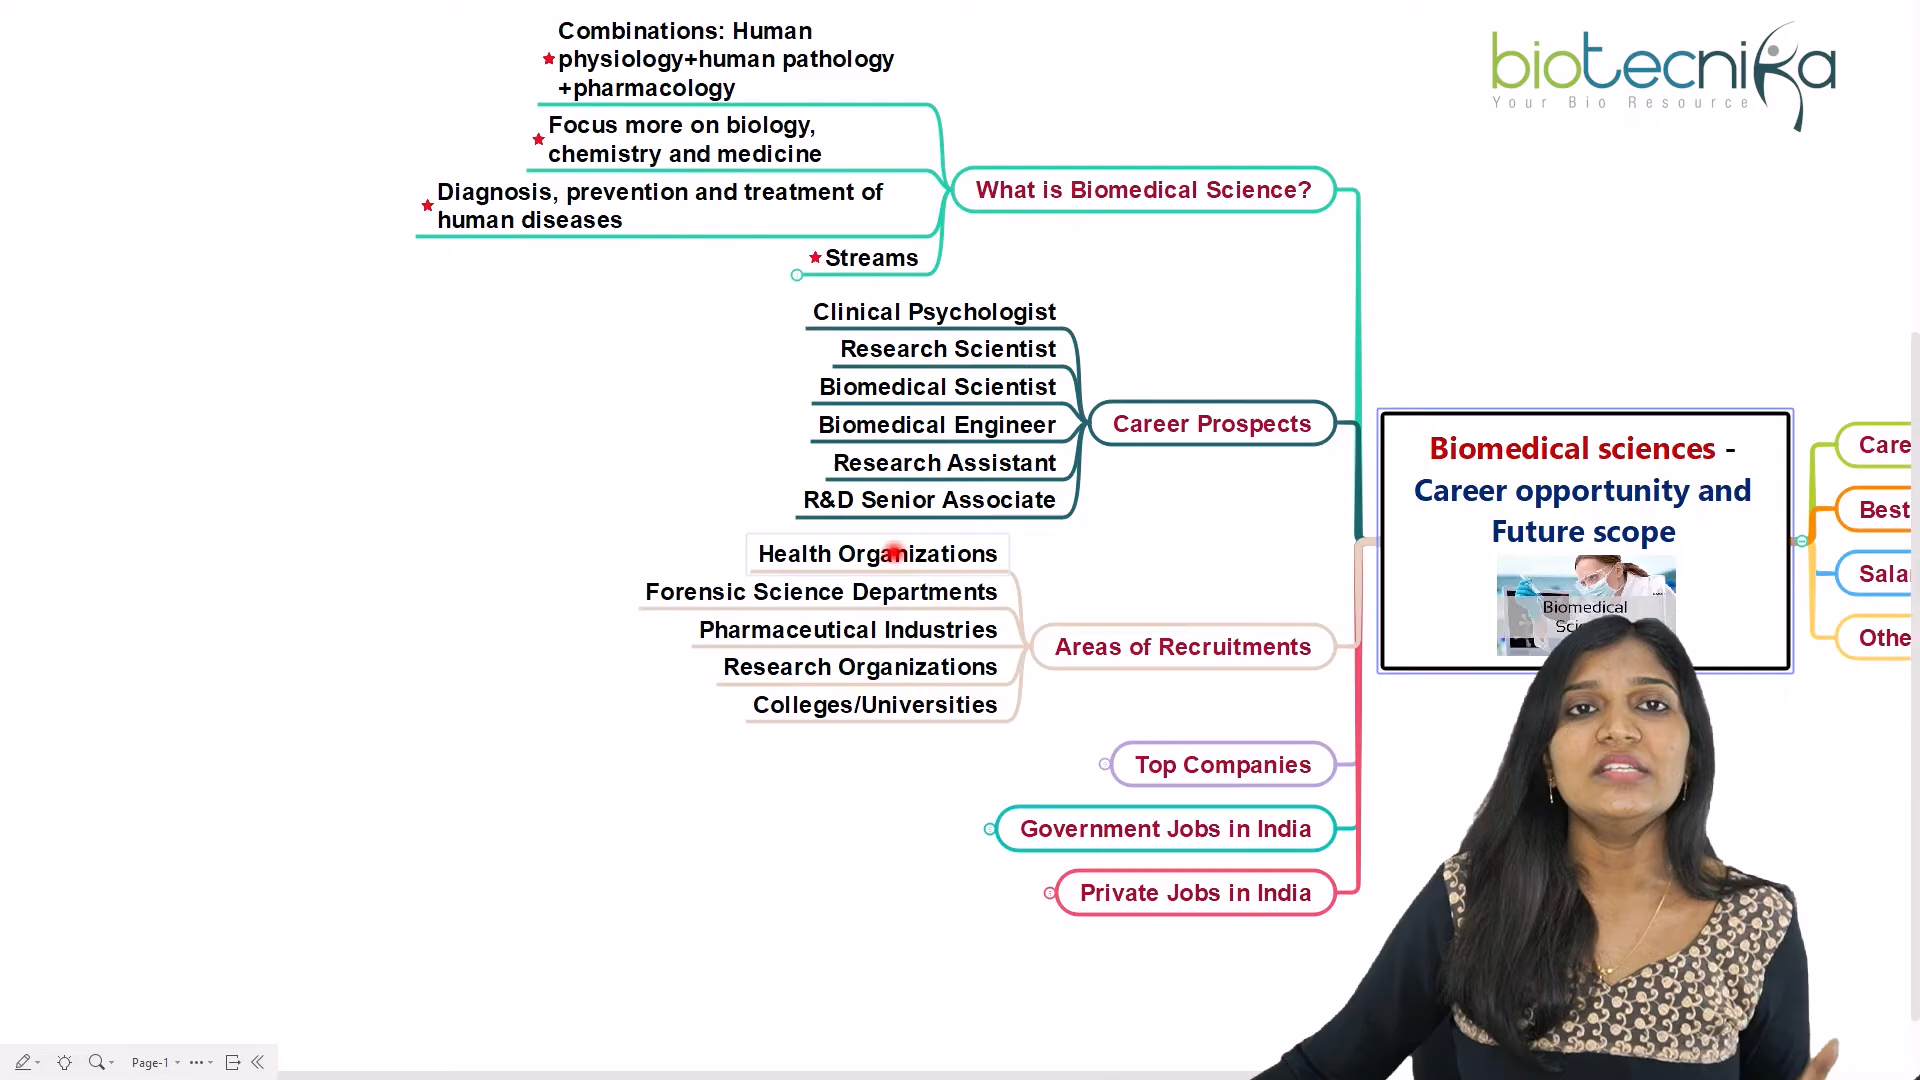 Combinations: Human
physiology+human pathology
+pharmacology
Focus more on biology,
chemistry and medicine
Diagnosis, prevention and treatment of
human diseases
Streams
What is Biomedical Science?
Clinical Psychologist
Research Scientist
Biomedical Scientist
Biomedical Engineer
Research Assistant
R&D Senior Associate
Career Prospects
Health Organizations
Forensic Science Departments
Pharmaceutical Industries
Research Organizations
Colleges/Universities
Areas of Recruitments
Top Companies
Government Jobs in India
Private Jobs in India
biotecnika
Your Bio Resource
Biomedical sciences -
Career opportunity and
Future scope
Biomedical
Care
Best
Salar
Othe
Page-1